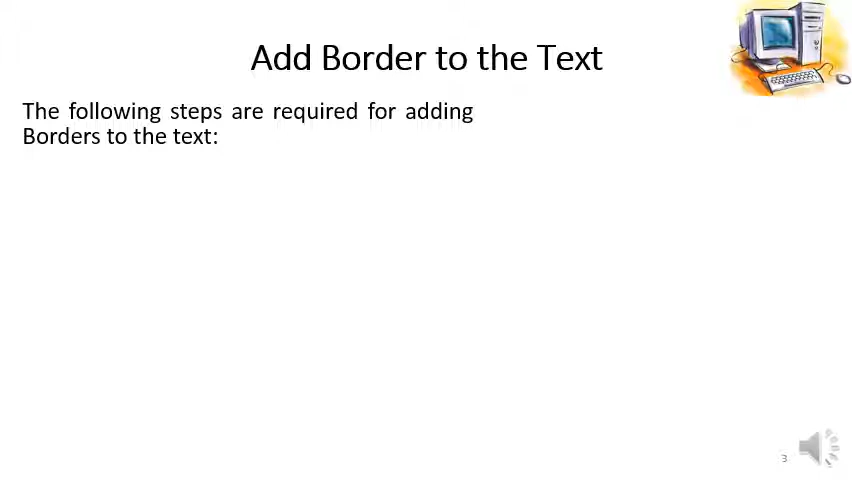 Add Border to the Text
The following steps are required for adding
Borders to the text:
3